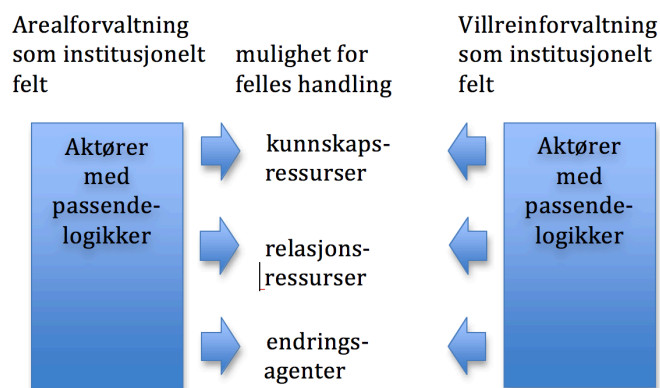 Arealforvaltning
som institusjonelt
felt
mulighet for
felles handling
Villreinforvaltning
som institusjonelt
felt
Aktører
med
passende-
logikker
kunnskaps-
ressurser
relasjons-
ressurser
endrings-
agenter
Aktører
med
passende-
logikker